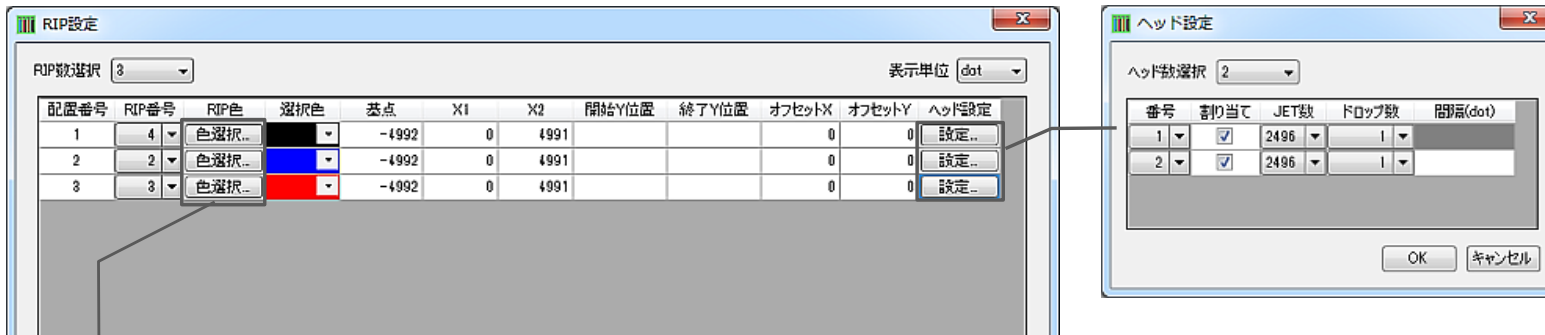 RIP設定
RIP数選択 3
表示単位 dot
配置番号 RIP番号 RIP色 選択色 基点 X1 X2 開始Y位置 終了Y位置 オフセットX オフセットY ヘッド設定
1 4 色選択... -4992 0 4991 0 0 設定...
2 2 色選択... -4992 0 4991 0 0 設定...
3 3 色選択... -4992 0 4991 0 0 設定...
ヘッド設定
ヘッド数選択 2
番号 割り当て JET数 ドロップ数 間隔(dot)
1 2496 1
2 2496 1
OK キャンセル